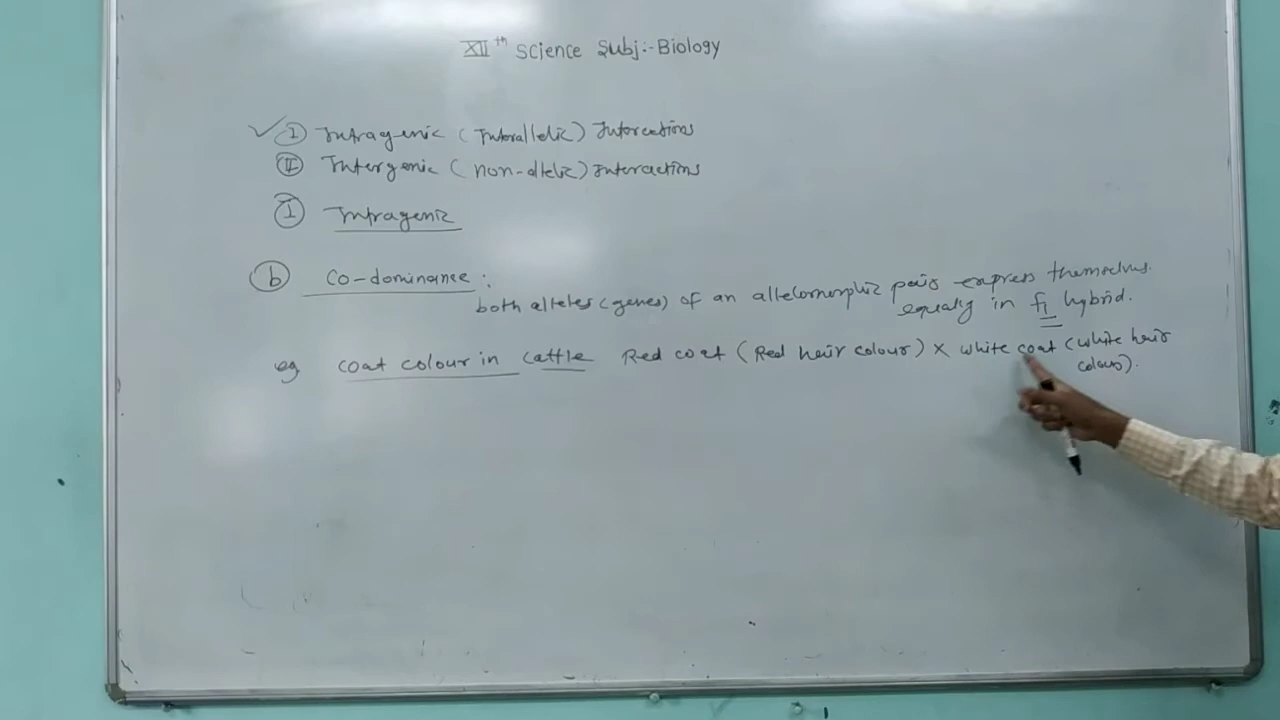 XIIth Science Subj:- Biology
I Intragenic (Interallelic) Interactions
II Intergenic (non-allelic) Interactions
I Intragenic
b Co-dominance :
both alleles (genes) of an allelomorphic pair express themselves
equally in f1 hybrid.
eg coat colour in cattle Red coat (Red hair colour) × white coat (white hair
colour).